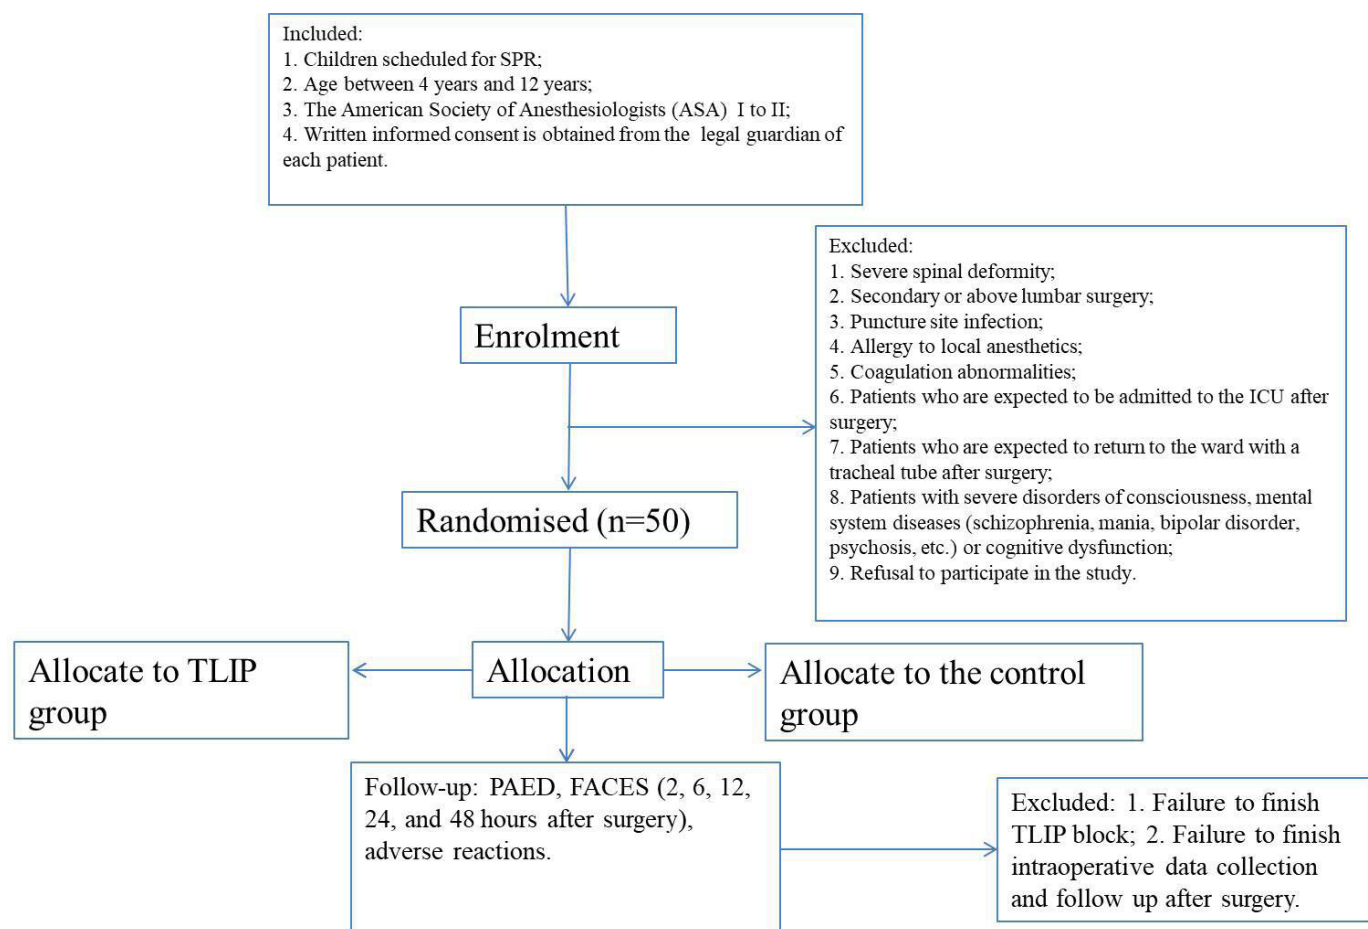 Included:
1. Children scheduled for SPR;
2. Age between 4 years and 12 years;
3. The American Society of Anesthesiologists (ASA) I to II;
4. Written informed consent is obtained from the legal guardian of
each patient.
Excluded:
1. Severe spinal deformity;
2. Secondary or above lumbar surgery;
3. Puncture site infection;
4. Allergy to local anesthetics;
5. Coagulation abnormalities;
6. Patients who are expected to be admitted to the ICU after
surgery;
7. Patients who are expected to return to the ward with a
tracheal tube after surgery;
8. Patients with severe disorders of consciousness, mental
system diseases (schizophrenia, mania, bipolar disorder,
psychosis, etc.) or cognitive dysfunction;
9. Refusal to participate in the study.
Enrolment
Randomised (n=50)
Allocate to TLIP
group
Allocation
Allocate to the control
group
Follow-up: PAED, FACES (2, 6, 12,
24, and 48 hours after surgery),
adverse reactions.
Excluded: 1. Failure to finish
TLIP block; 2. Failure to finish
intraoperative data collection
and follow up after surgery.